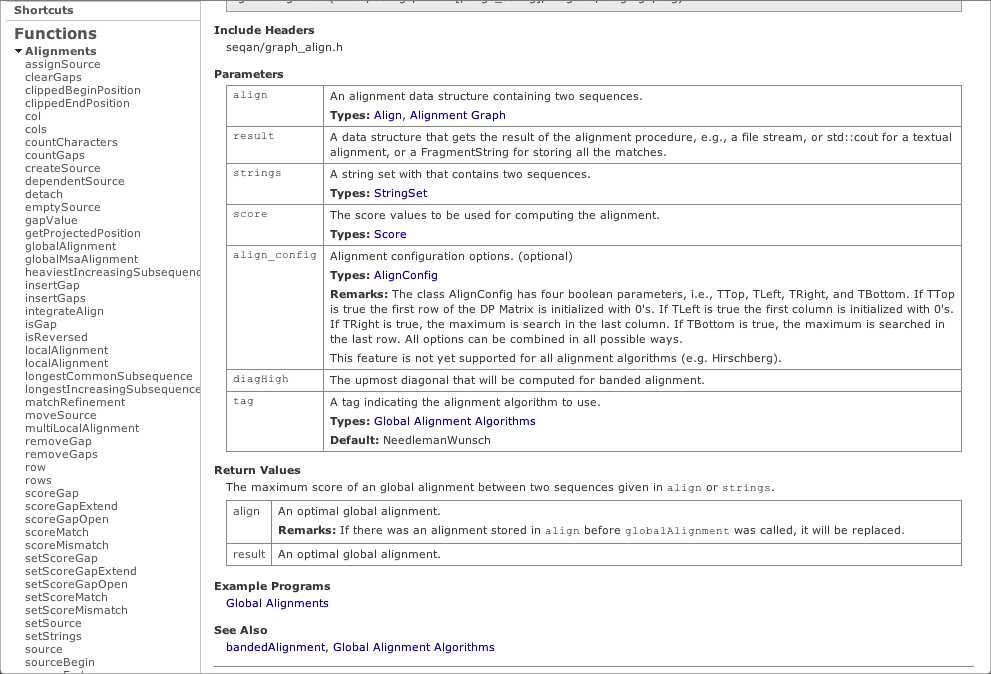 Shortcuts
Functions
Alignments
assignSource
clearGaps
clippedBeginPosition
clippedEndPosition
col
cols
countCharacters
countGaps
createSource
dependentSource
detach
emptySource
gapValue
getProjectedPosition
globalAlignment
globalMsaAlignment
heaviestIncreasingSubsequenc
insertGap
insertGaps
integrateAlign
isGap
isReversed
localAlignment
localAlignment
longestCommonSubsequence
longestIncreasingSubsequence
matchRefinement
moveSource
multiLocalAlignment
removeGap
removeGaps
row
rows
scoreGap
scoreGapExtend
scoreGapOpen
scoreMatch
scoreMismatch
setScoreGap
setScoreGapExtend
setScoreGapOpen
setScoreMatch
setScoreMismatch
setSource
setStrings
source
sourceBegin
Include Headers
seqan/graph_align.h
Parameters
align
An alignment data structure containing two sequences.
Types: Align, Alignment Graph
result
A data structure that gets the result of the alignment procedure, e.g., a file stream, or std::cout for a textual
alignment, or a FragmentString for storing all the matches.
strings
A string set with that contains two sequences.
Types: StringSet
score
The score values to be used for computing the alignment.
Types: Score
align_config
Alignment configuration options. (optional)
Types: AlignConfig
Remarks: The class AlignConfig has four boolean parameters, i.e., TTop, TLeft, TRight, and TBottom. If TTop
is true the first row of the DP Matrix is initialized with 0's. If TLeft is true the first column is initialized with 0's.
If TRight is true, the maximum is search in the last column. If TBottom is true, the maximum is searched in
the last row. All options can be combined in all possible ways.
This feature is not yet supported for all alignment algorithms (e.g. Hirschberg).
diagHigh
The upmost diagonal that will be computed for banded alignment.
tag
A tag indicating the alignment algorithm to use.
Types: Global Alignment Algorithms
Default: NeedlemanWunsch
Return Values
The maximum score of an global alignment between two sequences given in align or strings.
align
An optimal global alignment.
Remarks: If there was an alignment stored in align before globalAlignment was called, it will be replaced.
result
An optimal global alignment.
Example Programs
Global Alignments
See Also
bandedAlignment, Global Alignment Algorithms